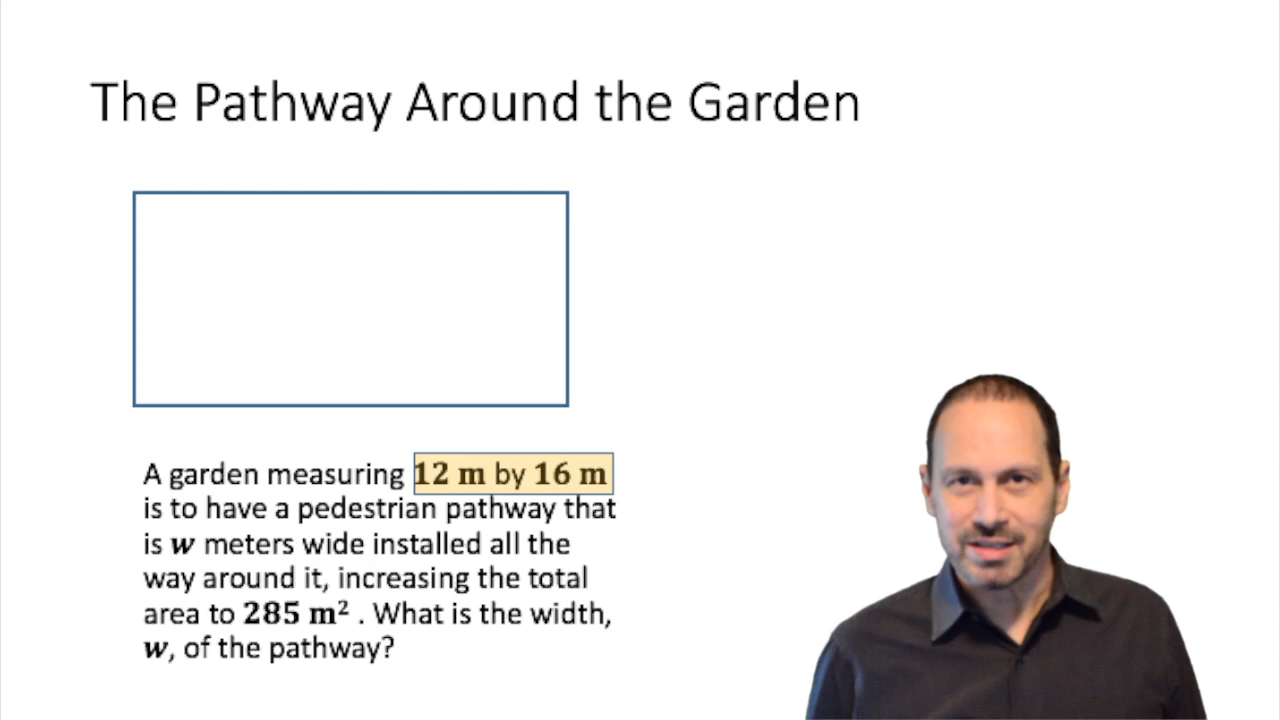 The Pathway Around the Garden
A garden measuring 12 m by 16 m
is to have a pedestrian pathway that
is w meters wide installed all the
way around it, increasing the total
area to 285 m² . What is the width,
w, of the pathway?